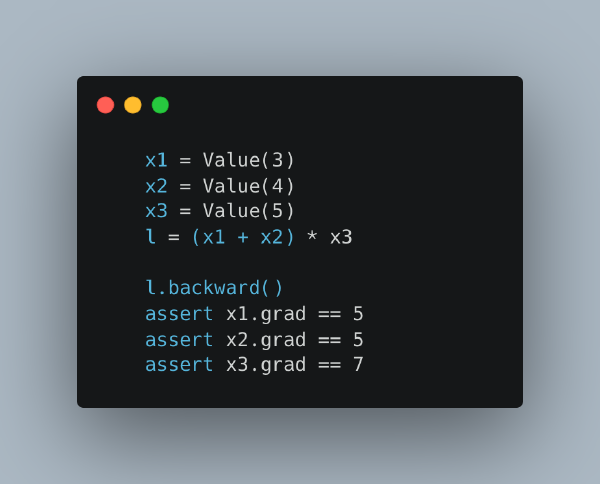 x1 = Value(3)
x2 = Value(4)
x3 = Value(5)
l = (x1 + x2) * x3
l.backward()
assert x1.grad == 5
assert x2.grad == 5
assert x3.grad == 7